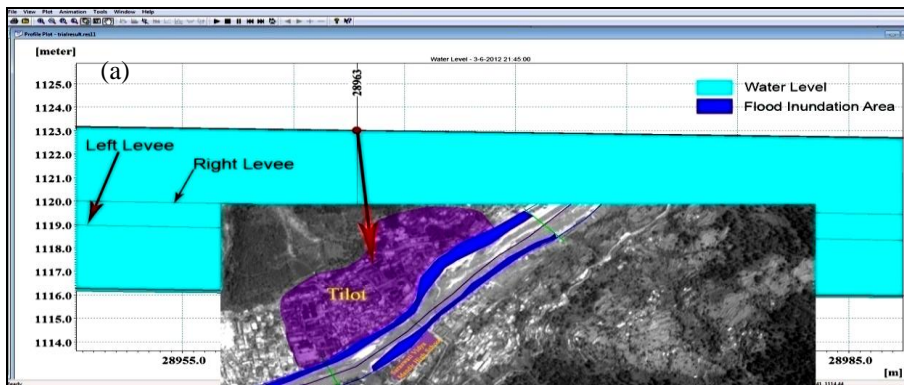 File View Plot Animation Tools Window Help
Profile Plot - trialresult.res11
[meter]
(a)
Water Level - 3-6-2012 21:45:00
1125.0
1124.0
1123.0
1122.0
1121.0
1120.0
1119.0
1118.0
1117.0
1116.0
1115.0
1114.0
28963
Water Level
Flood Inundation Area
Left Levee
Right Levee
Tilot
28955.0
28985.0
[m]
Ready